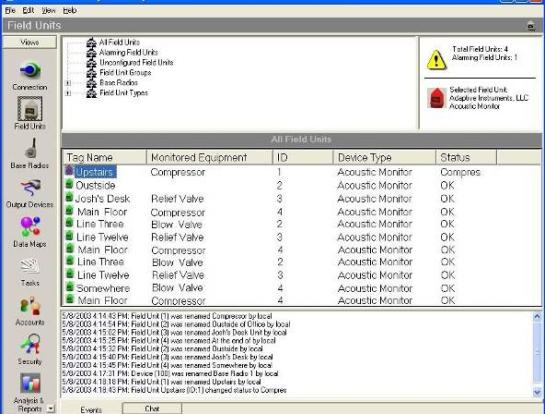 File Edit View Help
Field Units
Views
Connection
Field Units
Base Radios
Output Devices
Data Maps
Tasks
Accounts
Security
Analysis &
Reports
All Field Units
Alarming Field Units
Unconfigured Field Units
Field Unit Groups
Base Radios
Field Unit Types
Total Field Units: 4
Alarming Field Units: 1
Selected Field Unit:
Adaptive Instruments, LLC
Acoustic Monitor
All Field Units
Tag Name Monitored Equipment ID Device Type Status
Upstairs Compressor 1 Acoustic Monitor Compres
Oustside 2 Acoustic Monitor OK
Josh's Desk Relief Valve 3 Acoustic Monitor OK
Main Floor Compressor 4 Acoustic Monitor OK
Line Three Blow Valve 2 Acoustic Monitor OK
Line Twelve Relief Valve 3 Acoustic Monitor OK
Main Floor Compressor 4 Acoustic Monitor OK
Line Three Blow Valve 2 Acoustic Monitor OK
Line Twelve Relief Valve 3 Acoustic Monitor OK
Somewhere Blow Valve 4 Acoustic Monitor OK
Main Floor Compressor 4 Acoustic Monitor OK
5/8/2003 4:14:43 PM: Field Unit (1) was renamed Compressor by local
5/8/2003 4:14:54 PM: Field Unit (2) was renamed Oustside of Office by local
5/8/2003 4:15:02 PM: Field Unit (3) was renamed Josh's Desk Unit by local
5/8/2003 4:15:25 PM: Field Unit (4) was renamed At the end of by local
5/8/2003 4:15:32 PM: Field Unit (2) was renamed Oustside by local
5/8/2003 4:15:40 PM: Field Unit (3) was renamed Josh's Desk by local
5/8/2003 4:15:45 PM: Field Unit (4) was renamed Somewhere by local
5/8/2003 4:17:31 PM: Device (100) was renamed Base Radio 1 by local
5/8/2003 4:18:18 PM: Field Unit (1) was renamed Upstairs by local
5/8/2003 4:18:43 PM: Field Unit Upstairs (ID:1) changed status to Compres
Events Chat